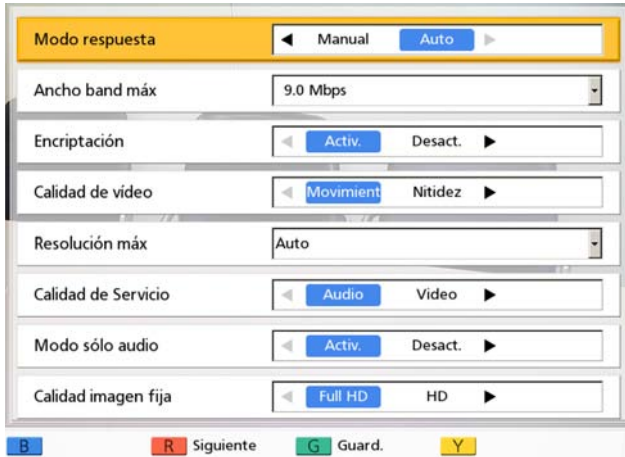 Modo respuesta Manual Auto
Ancho band máx 9.0 Mbps
Encriptación Activ. Desact.
Calidad de vídeo Movimient Nitidez
Resolución máx Auto
Calidad de Servicio Audio Video
Modo sólo audio Activ. Desact.
Calidad imagen fija Full HD HD
B R Siguiente G Guard. Y